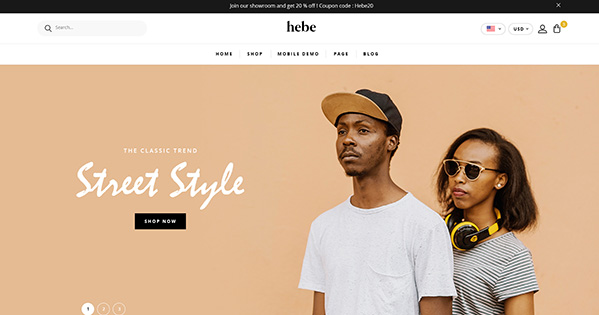 Join our showroom and get 20 % off ! Coupon code : Hebe20
Search...
hebe
USD
0
HOME SHOP MOBILE DEMO PAGE BLOG
THE CLASSIC TREND
Street Style
SHOP NOW
1 2 3